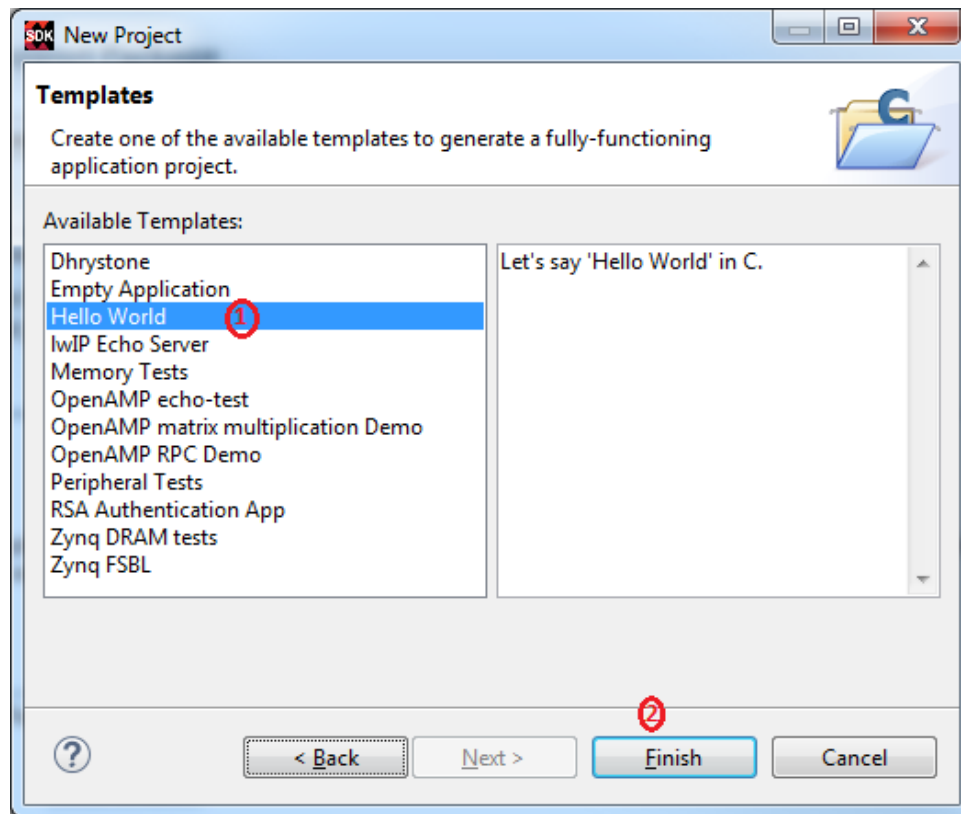 SDK New Project
Templates
Create one of the available templates to generate a fully-functioning
application project.
C
Available Templates:
Dhrystone
Empty Application
Hello World 1
lwIP Echo Server
Memory Tests
OpenAMP echo-test
OpenAMP matrix multiplication Demo
OpenAMP RPC Demo
Peripheral Tests
RSA Authentication App
Zynq DRAM tests
Zynq FSBL
Let's say 'Hello World' in C.
2
? < Back Next > Finish Cancel